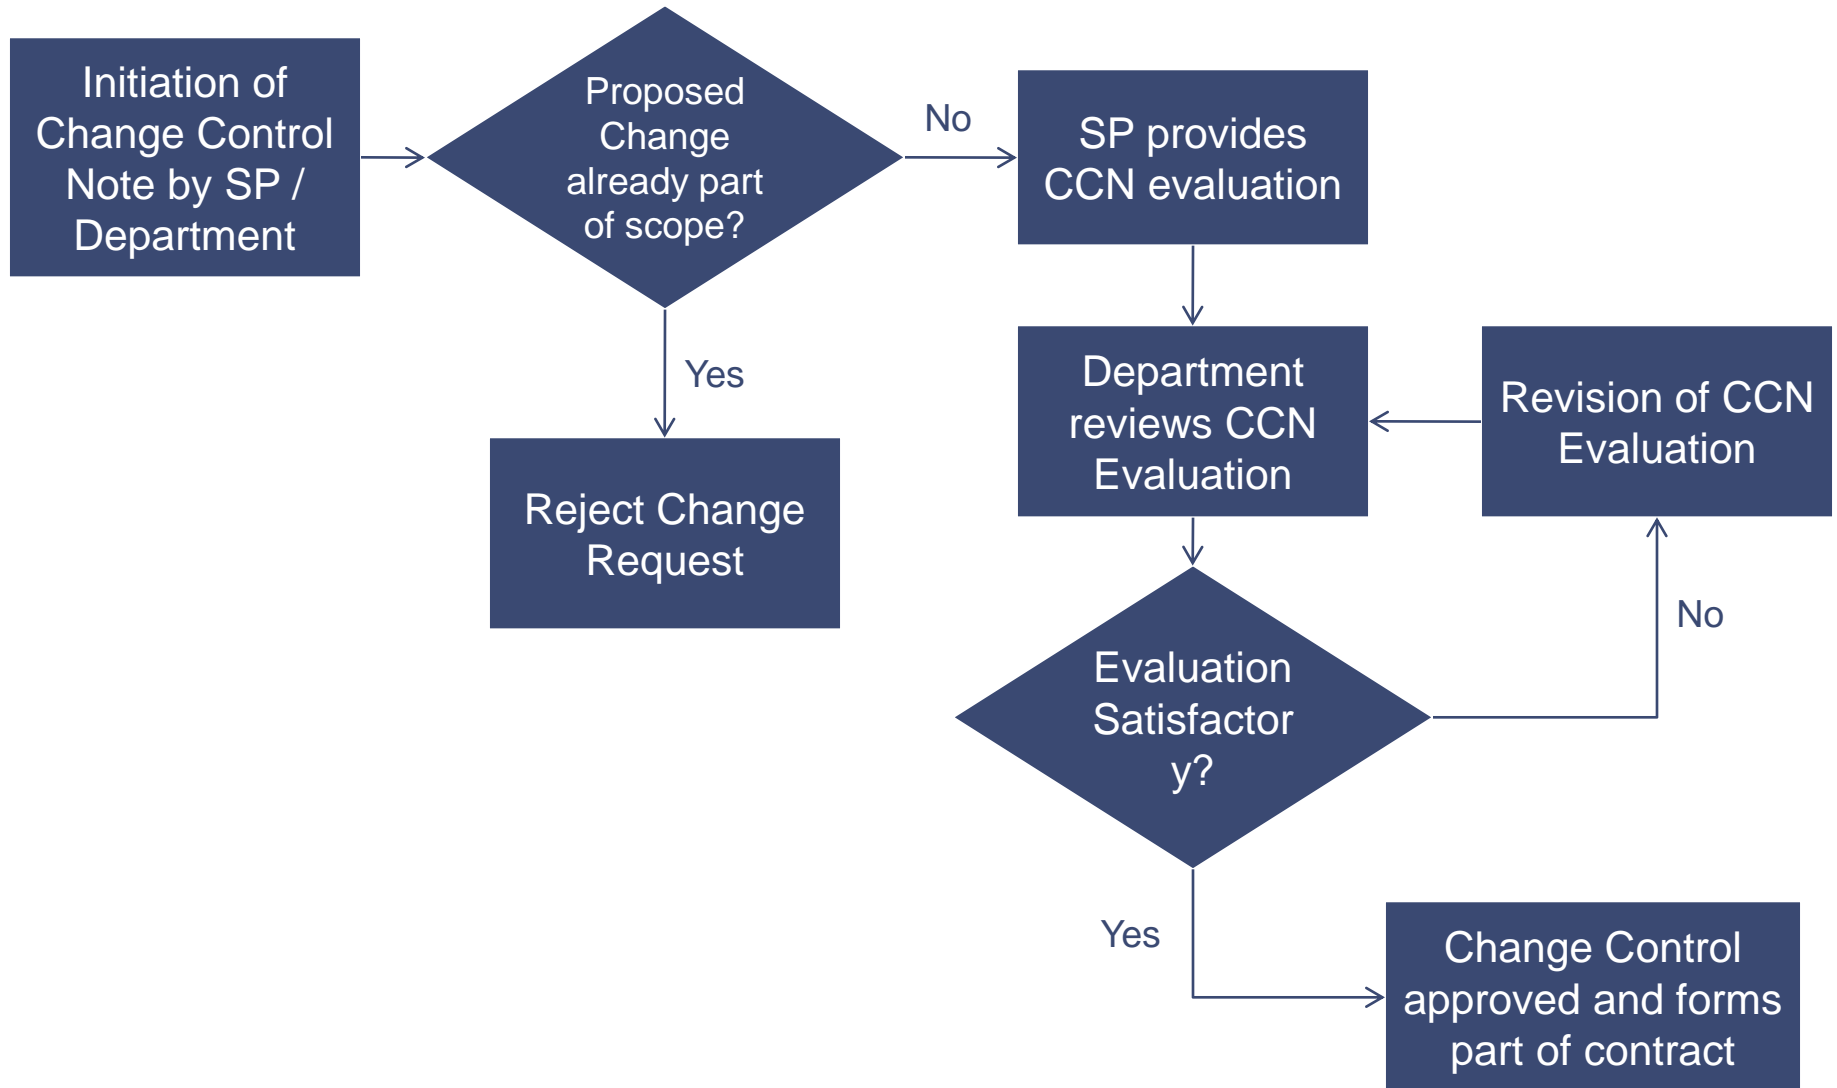 Initiation of
Change Control
Note by SP /
Department
Proposed
Change
already part
of scope?
No
SP provides
CCN evaluation
Yes
Reject Change
Request
Department
reviews CCN
Evaluation
Revision of CCN
Evaluation
No
Evaluation
Satisfactor
y?
Yes
Change Control
approved and forms
part of contract